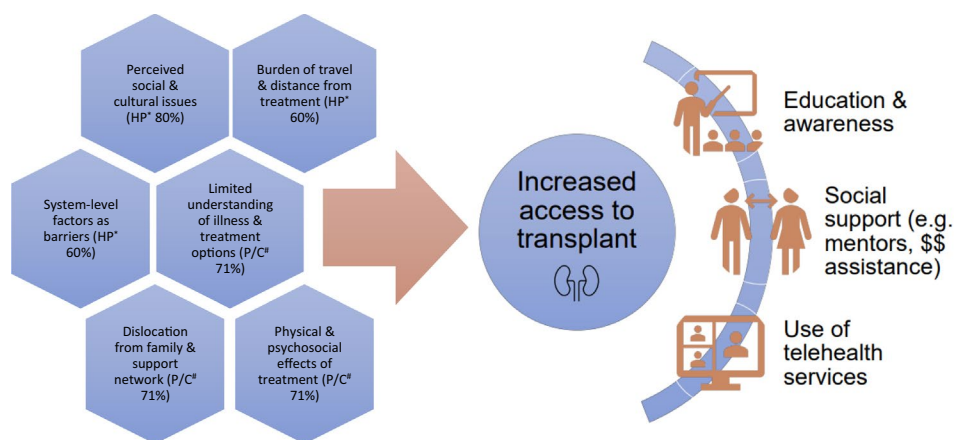 Perceived
social &
cultural issues
(HP* 80%)
Burden of travel
& distance from
treatment (HP*
60%)
System-level
factors as
barriers (HP*
60%)
Limited
understanding
of illness &
treatment
options (P/C#
71%)
Dislocation
from family &
support
network (P/C#
71%)
Physical &
psychosocial
effects of
treatment (P/C#
71%)
Increased
access to
transplant
Education &
awareness
Social
support (e.g.
mentors, $$
assistance)
Use of
telehealth
services